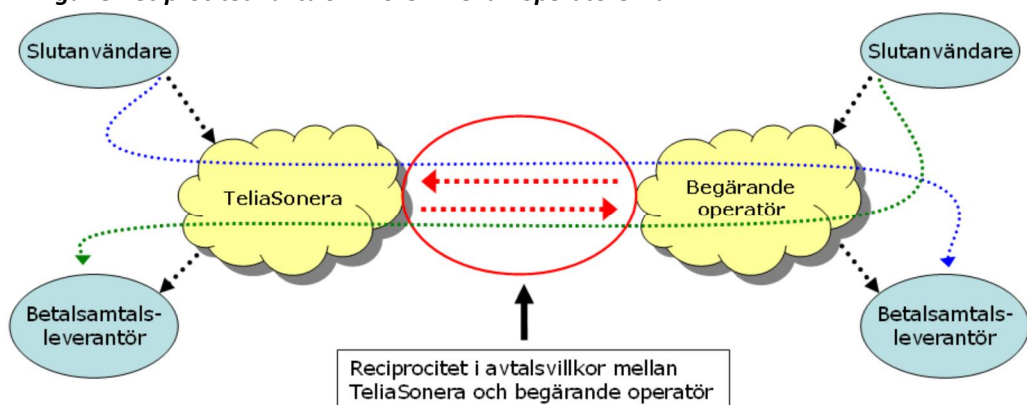 Slutanvändare
Slutanvändare
TeliaSonera
Begärande
operatör
Betalsamtals-
leverantör
Betalsamtals-
leverantör
Reciprocitet i avtalsvillkor mellan
TeliaSonera och begärande operatör